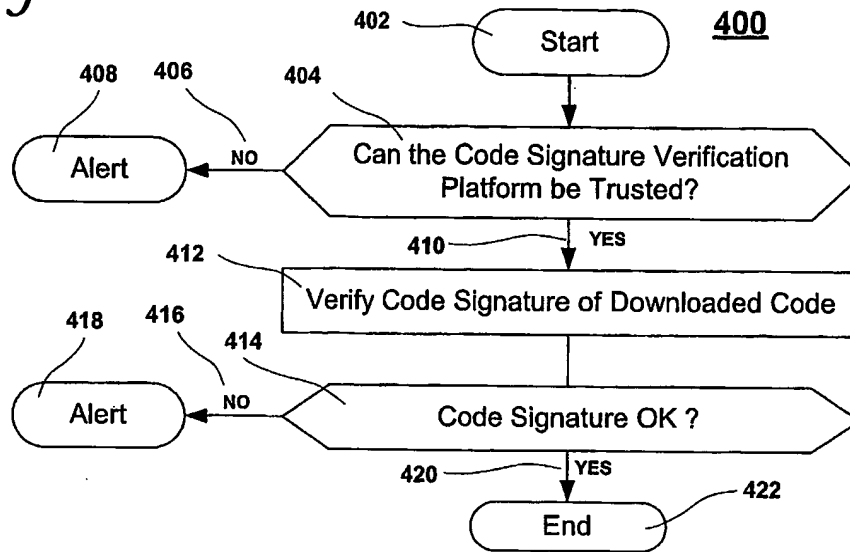 402
Start
400
408
406
404
Alert
NO
Can the Code Signature Verification
Platform be Trusted?
410
YES
412
Verify Code Signature of Downloaded Code
418
416
414
Alert
NO
Code Signature OK ?
420
YES
422
End